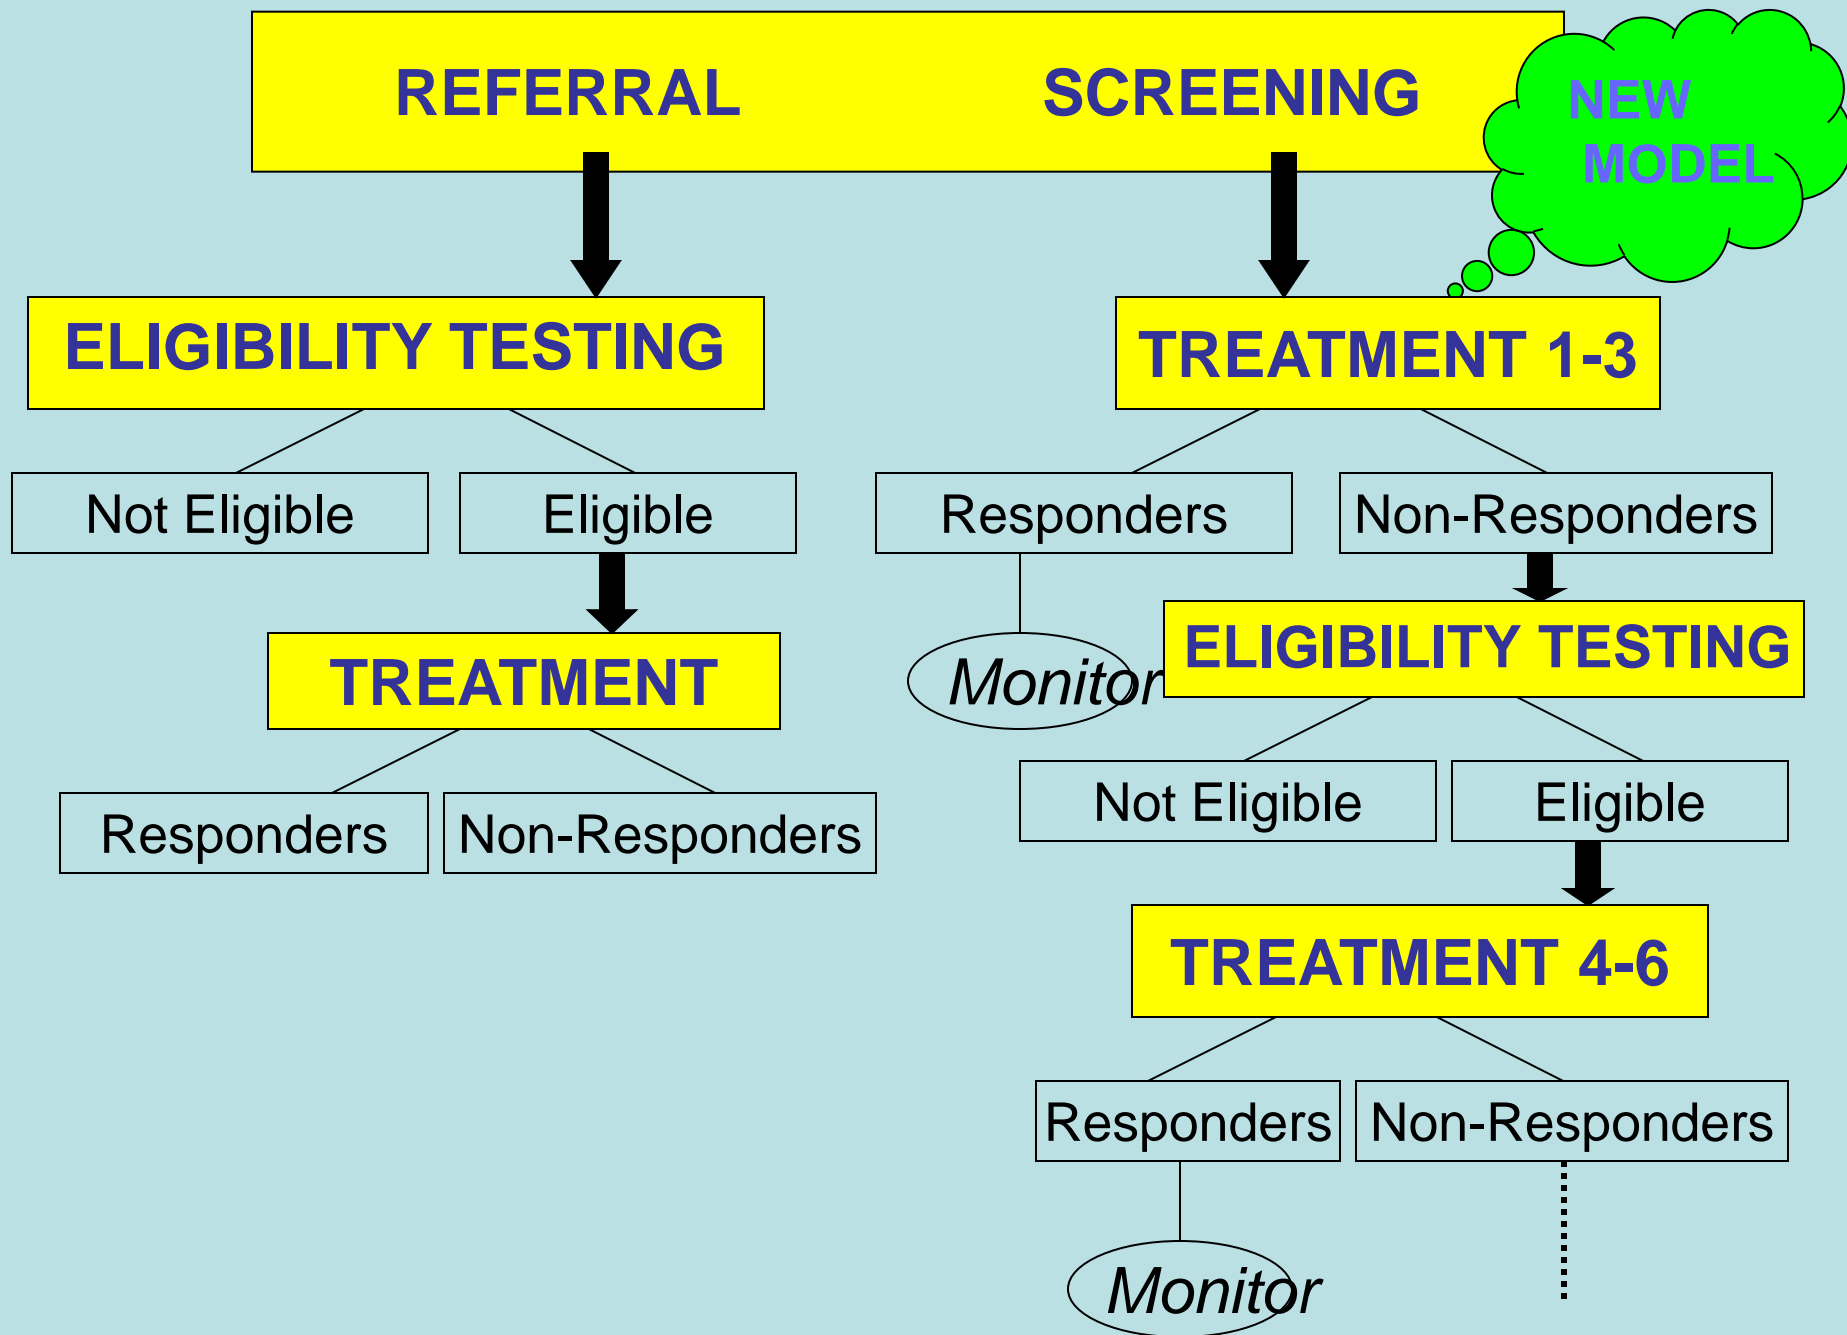 REFERRAL SCREENING
NEW
MODEL
ELIGIBILITY TESTING
TREATMENT 1-3
Not Eligible
Eligible
Responders
Non-Responders
TREATMENT
Monitor
ELIGIBILITY TESTING
Responders
Non-Responders
Not Eligible
Eligible
TREATMENT 4-6
Responders
Non-Responders
Monitor